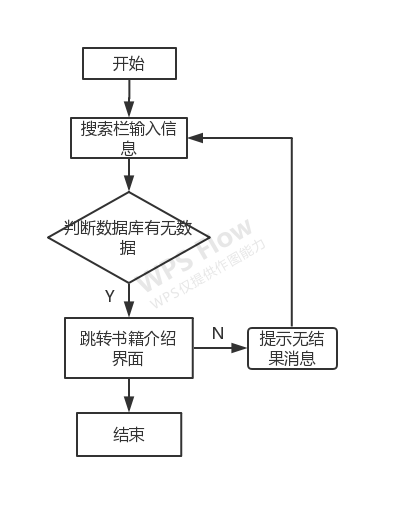 开始
搜索栏输入信
息
判断数据库有无数
据
WPS Flow
WPS仅提供作图能力
Y
跳转书籍介绍
界面
N
提示无结
果消息
结束